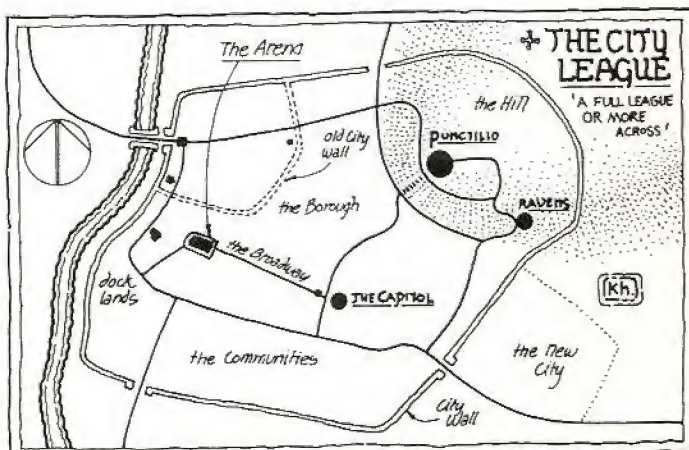 The Arena
THE CITY
LEAGUE
'A FULL LEAGUE
OR MORE
ACROSS'
the Hill
PUNCTILIO
old City
wall
the Borough
RAVENS
the Broadway
dock
lands
THE CAPITOL
Kh.
the Communities
the New
City
City
Wall